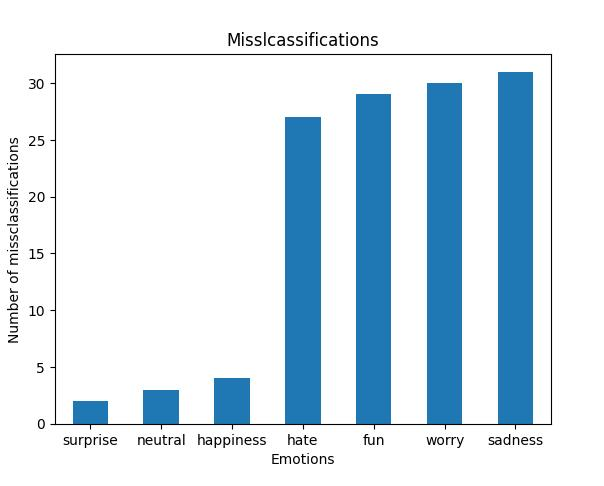 Misslcassifications
Number of missclassifications
30
25
20
15
10
5
0
surprise neutral happiness hate fun worry sadness
Emotions